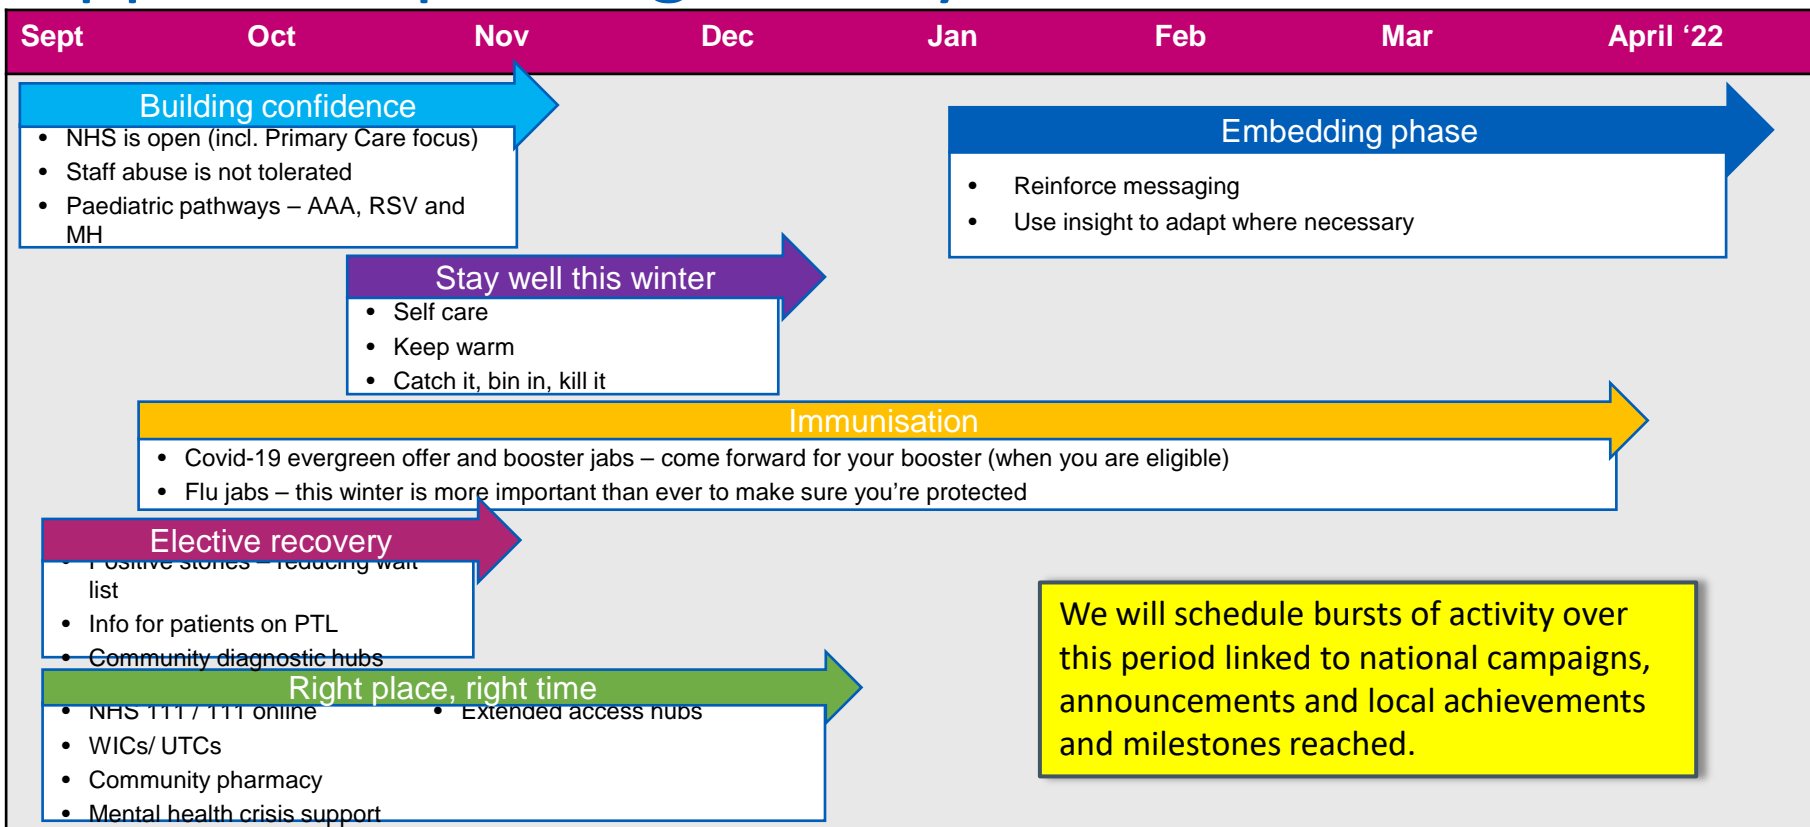 Sept Oct Nov Dec Jan Feb Mar April ‘22
Building confidence
• NHS is open (incl. Primary Care focus)
• Staff abuse is not tolerated
• Paediatric pathways – AAA, RSV and
MH
Embedding phase
• Reinforce messaging
• Use insight to adapt where necessary
Stay well this winter
• Self care
• Keep warm
• Catch it, bin in, kill it
Immunisation
• Covid-19 evergreen offer and booster jabs – come forward for your booster (when you are eligible)
• Flu jabs – this winter is more important than ever to make sure you’re protected
Elective recovery
• Positive stories – reducing wait
list
• Info for patients on PTL
• Community diagnostic hubs
Right place, right time
• NHS 111 / 111 online
• Extended access hubs
• WICs/ UTCs
• Community pharmacy
• Mental health crisis support
We will schedule bursts of activity over
this period linked to national campaigns,
announcements and local achievements
and milestones reached.